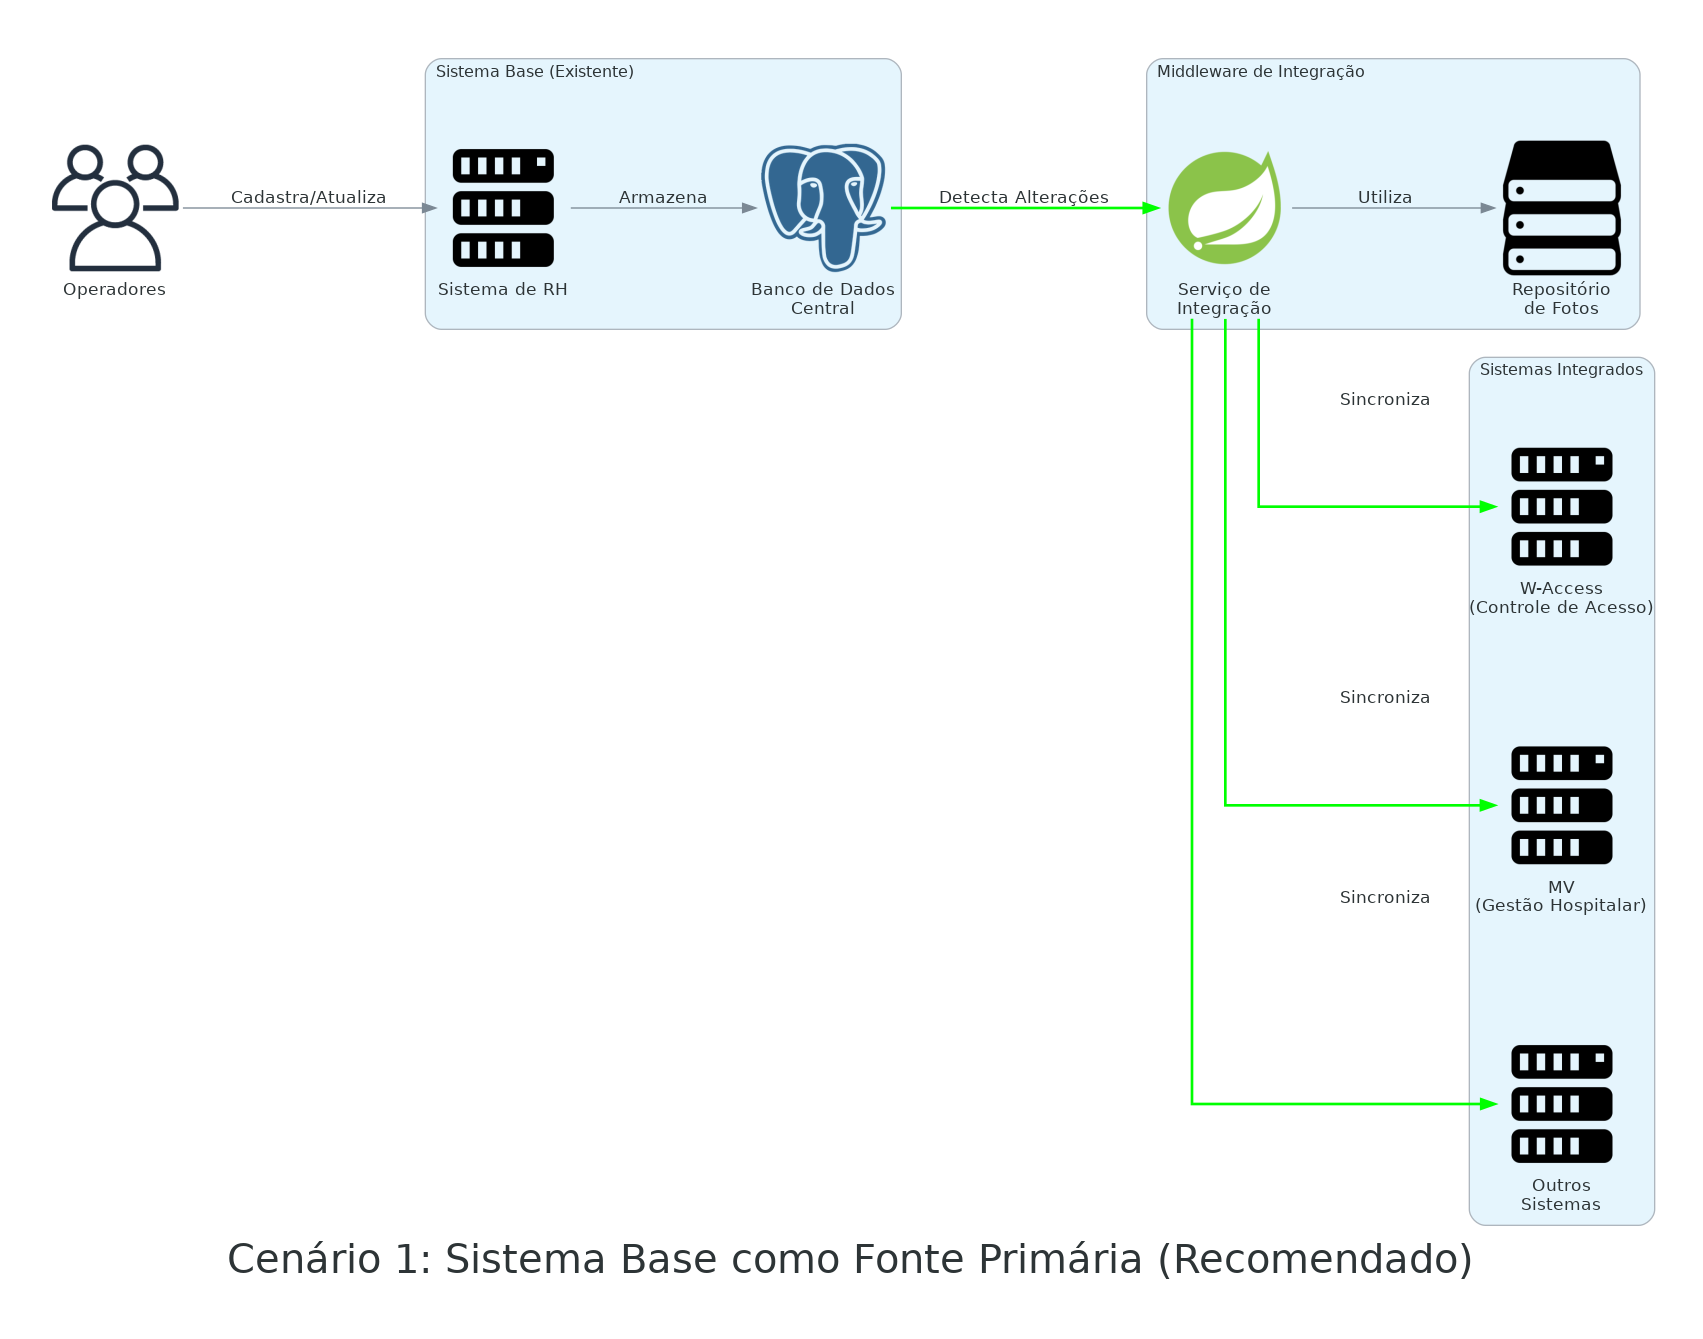 Sistema Base (Existente)
Middleware de Integração
Cadastra/Atualiza
Armazena
Detecta Alterações
Utiliza
Operadores
Sistema de RH
Banco de Dados
Central
Serviço de
Integração
Repositório
de Fotos
Sistemas Integrados
Sincroniza
W-Access
(Controle de Acesso)
Sincroniza
MV
(Gestão Hospitalar)
Sincroniza
Outros
Sistemas
Cenário 1: Sistema Base como Fonte Primária (Recomendado)